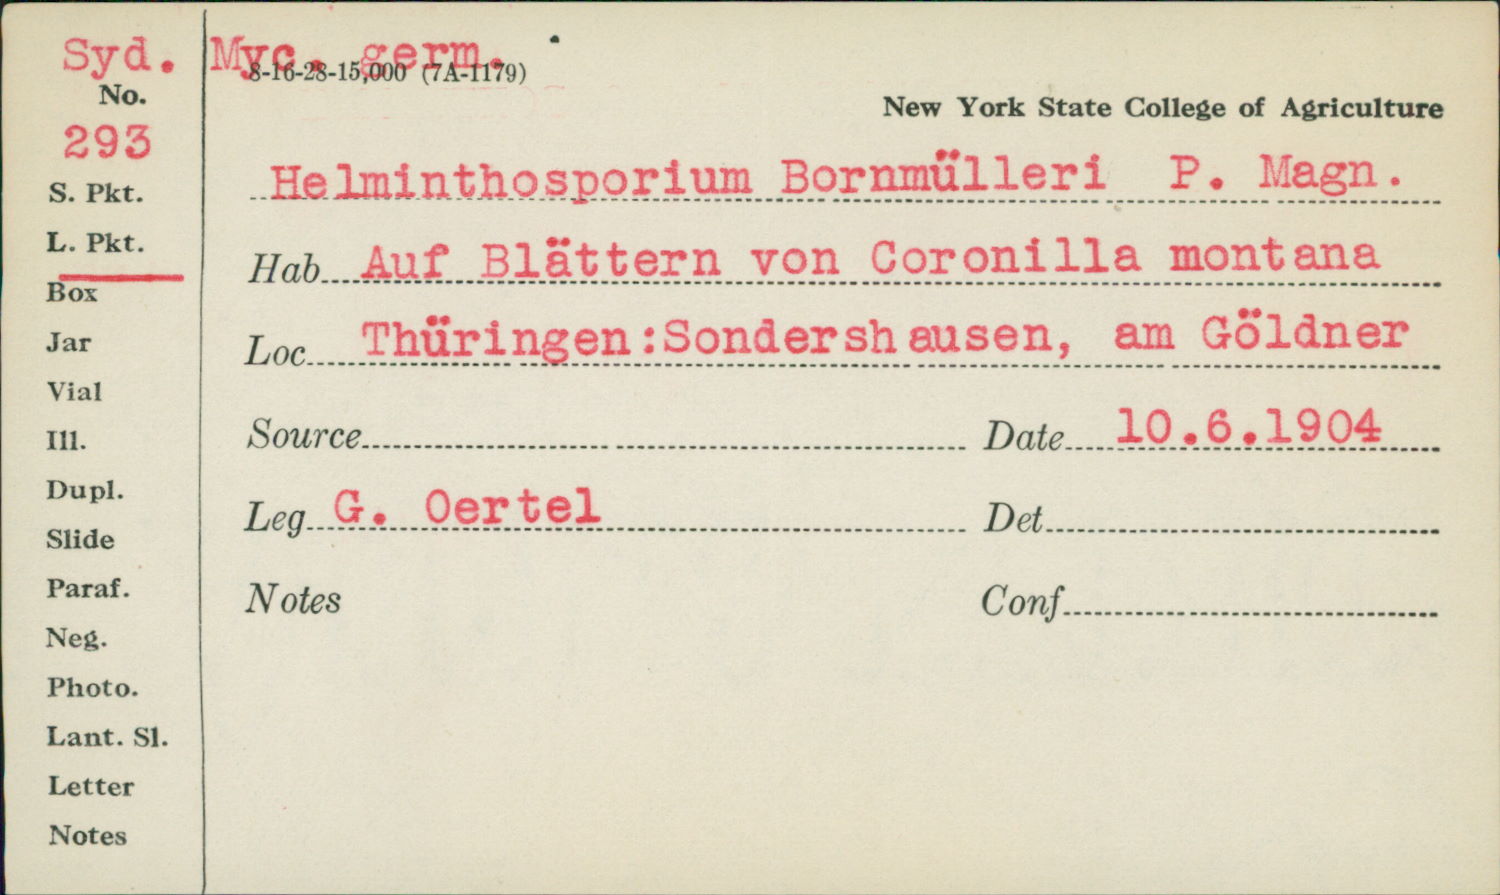 Syd. Myc. germ.
8-16-28-15,000 (7A-1179)
No.
New York State College of Agriculture
293
Helminthosporium Bornmülleri P. Magn.
S. Pkt.
L. Pkt.
Hab. Auf Blättern von Coronilla montana
Box
Loc. Thüringen:Sondershausen, am Göldner
Jar
Vial
Ill.
Source
Date 10.6.1904
Dupl.
Leg. G. Oertel
Det.
Slide
Paraf.
Notes
Conf.
Neg.
Photo.
Lant. Sl.
Letter
Notes